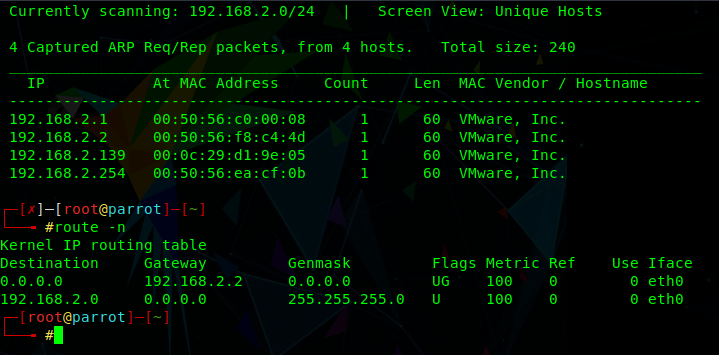 Currently scanning: 192.168.2.0/24   |   Screen View: Unique Hosts
4 Captured ARP Req/Rep packets, from 4 hosts.   Total size: 240
_____________________________________________________________________________
  IP            At MAC Address     Count     Len  MAC Vendor / Hostname
-----------------------------------------------------------------------------
192.168.2.1     00:50:56:c0:00:08      1      60  VMware, Inc.
192.168.2.2     00:50:56:f8:c4:4d      1      60  VMware, Inc.
192.168.2.139   00:0c:29:d1:9e:05      1      60  VMware, Inc.
192.168.2.254   00:50:56:ea:cf:0b      1      60  VMware, Inc.
┌─[✗]─[root@parrot]─[~]
└──╼ #route -n
Kernel IP routing table
Destination     Gateway         Genmask         Flags Metric Ref    Use Iface
0.0.0.0         192.168.2.2     0.0.0.0         UG    100    0        0 eth0
192.168.2.0     0.0.0.0         255.255.255.0   U     100    0        0 eth0
┌─[root@parrot]─[~]
└──╼ #